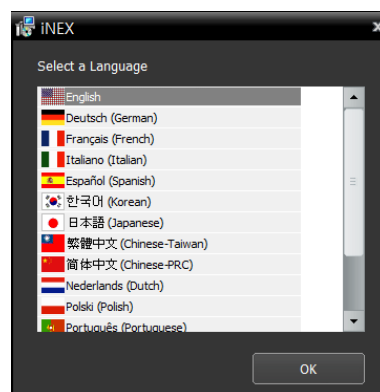 iNEX
Select a Language
English
Deutsch (German)
Français (French)
Italiano (Italian)
Español (Spanish)
한국어 (Korean)
日本語 (Japanese)
繁體中文 (Chinese-Taiwan)
简体中文 (Chinese-PRC)
Nederlands (Dutch)
Polski (Polish)
Português (Portuguese)
OK